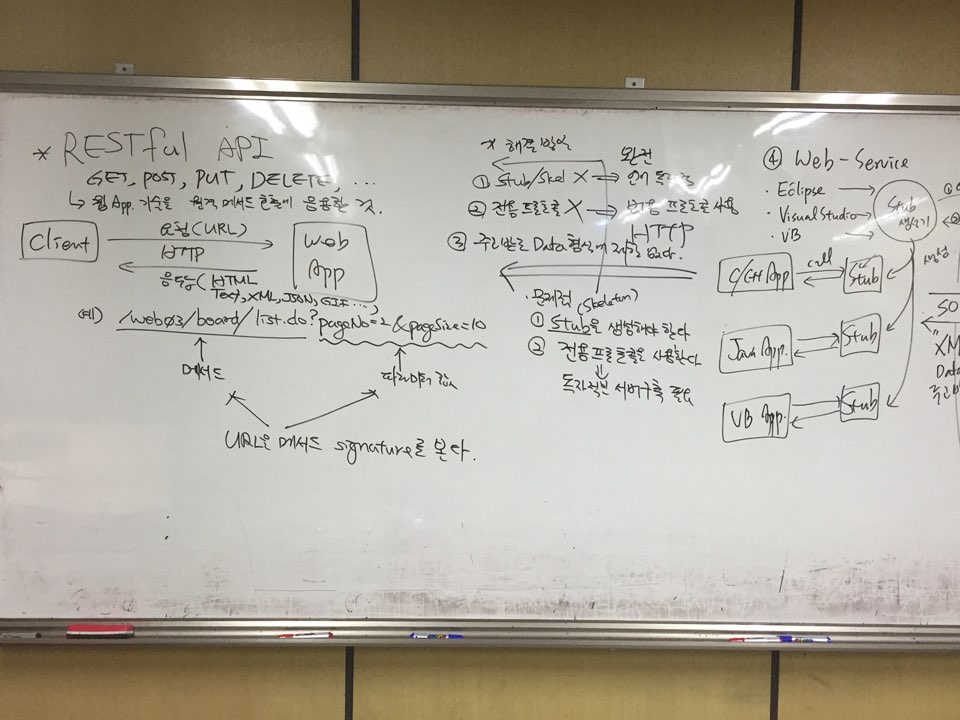 * RESTful API
GET, POST, PUT, DELETE, ...
↳ 웹 App. 기술을 원격 메서드 호출에 응용한 것.
Client
요청(URL)
HTTP
응답(HTML
Text, XML, JSON, GIF ...)
Web
App
예) /web03/board/list.do?pageNo=2&pageSize=10
메서드
파라미터 값
URL은 메서드 signature를 본다.
* 해결방안
① Stub/Skel X → 언어 독
완전
② 전용 프로토콜 X → 범용 프로토콜 사용
HTTP
③ 주고받는 Data 형식에 제한 없다.
· 문제점
(Skeleton)
① Stub을 생성해야 한다
② 전용 프로토콜을 사용한다
⇓
독자적인 서버구축 필요
④ Web-Service
· Eclipse
· Visual Studio
· VB
Stub
생성기
생성
C/C++ App
call
Stub
Java App.
Stub
VB App.
Stub
SO
"XM
Data
주고